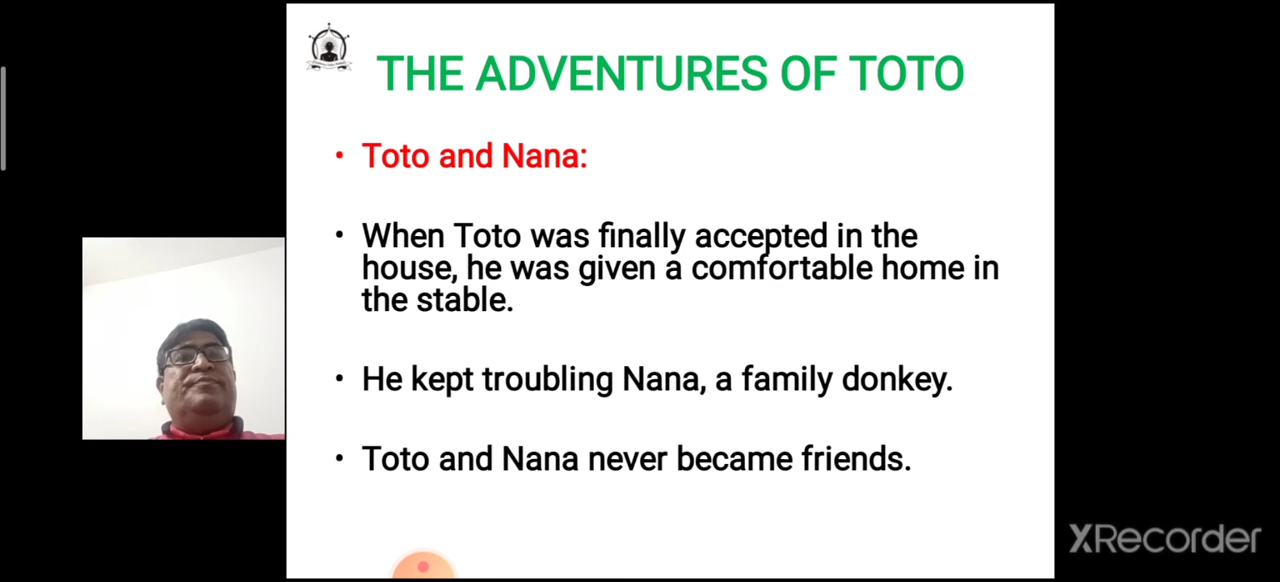 THE ADVENTURES OF TOTO
• Toto and Nana:
• When Toto was finally accepted in the
house, he was given a comfortable home in
the stable.
• He kept troubling Nana, a family donkey.
• Toto and Nana never became friends.
XRecorder